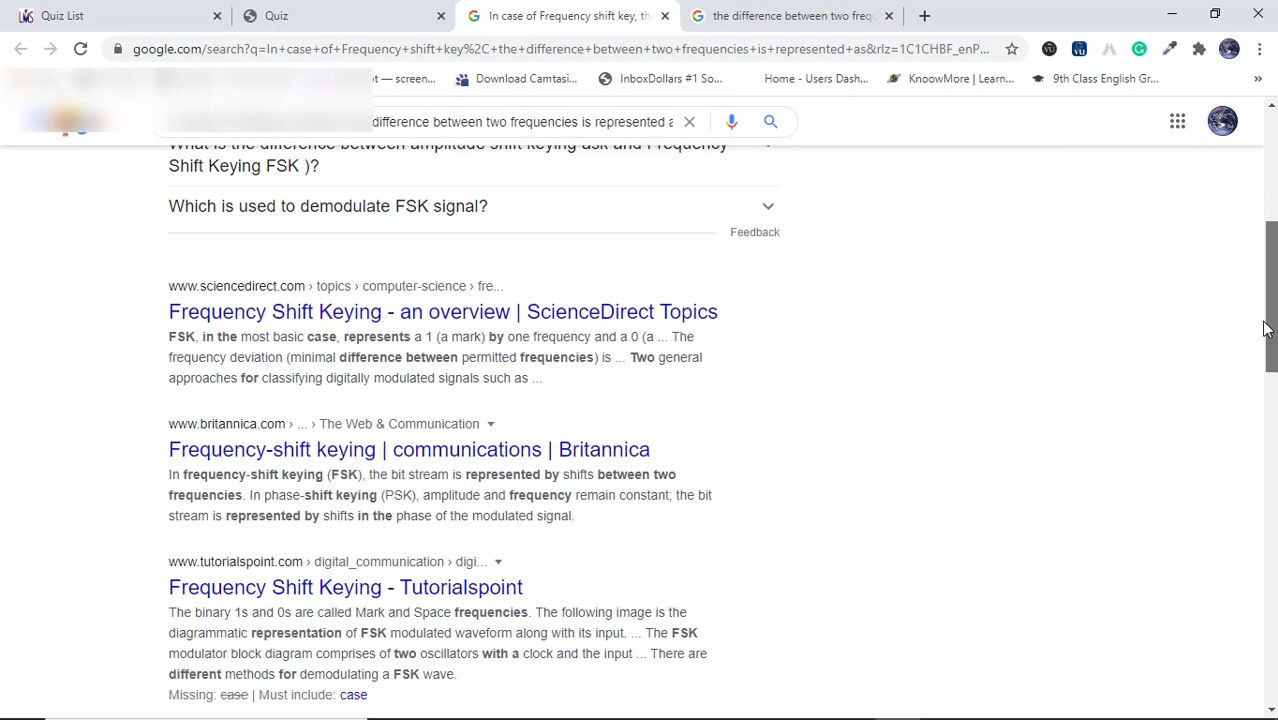 Quiz List
Quiz
In case of Frequency shift key, th
the difference between two freq
google.com/search?q=In+case+of+Frequency+shift+key%2C+the+difference+between+two+frequencies+is+represented+as&rlz=1C1CHBF_enP...
ot — screen...
Download Camtasi...
InboxDollars #1 So...
Home - Users Dash...
KnoowMore | Learn...
9th Class English Gr...
difference between two frequencies is represented a
What is the difference between amplitude shift keying ask and Frequency
Shift Keying FSK )?
Which is used to demodulate FSK signal?
Feedback
www.sciencedirect.com › topics › computer-science › fre...
Frequency Shift Keying - an overview | ScienceDirect Topics
FSK, in the most basic case, represents a 1 (a mark) by one frequency and a 0 (a ... The
frequency deviation (minimal difference between permitted frequencies) is ... Two general
approaches for classifying digitally modulated signals such as ...
www.britannica.com › ... › The Web & Communication
Frequency-shift keying | communications | Britannica
In frequency-shift keying (FSK), the bit stream is represented by shifts between two
frequencies. In phase-shift keying (PSK), amplitude and frequency remain constant; the bit
stream is represented by shifts in the phase of the modulated signal.
www.tutorialspoint.com › digital_communication › digi...
Frequency Shift Keying - Tutorialspoint
The binary 1s and 0s are called Mark and Space frequencies. The following image is the
diagrammatic representation of FSK modulated waveform along with its input. ... The FSK
modulator block diagram comprises of two oscillators with a clock and the input ... There are
different methods for demodulating a FSK wave.
Missing: case | Must include: case